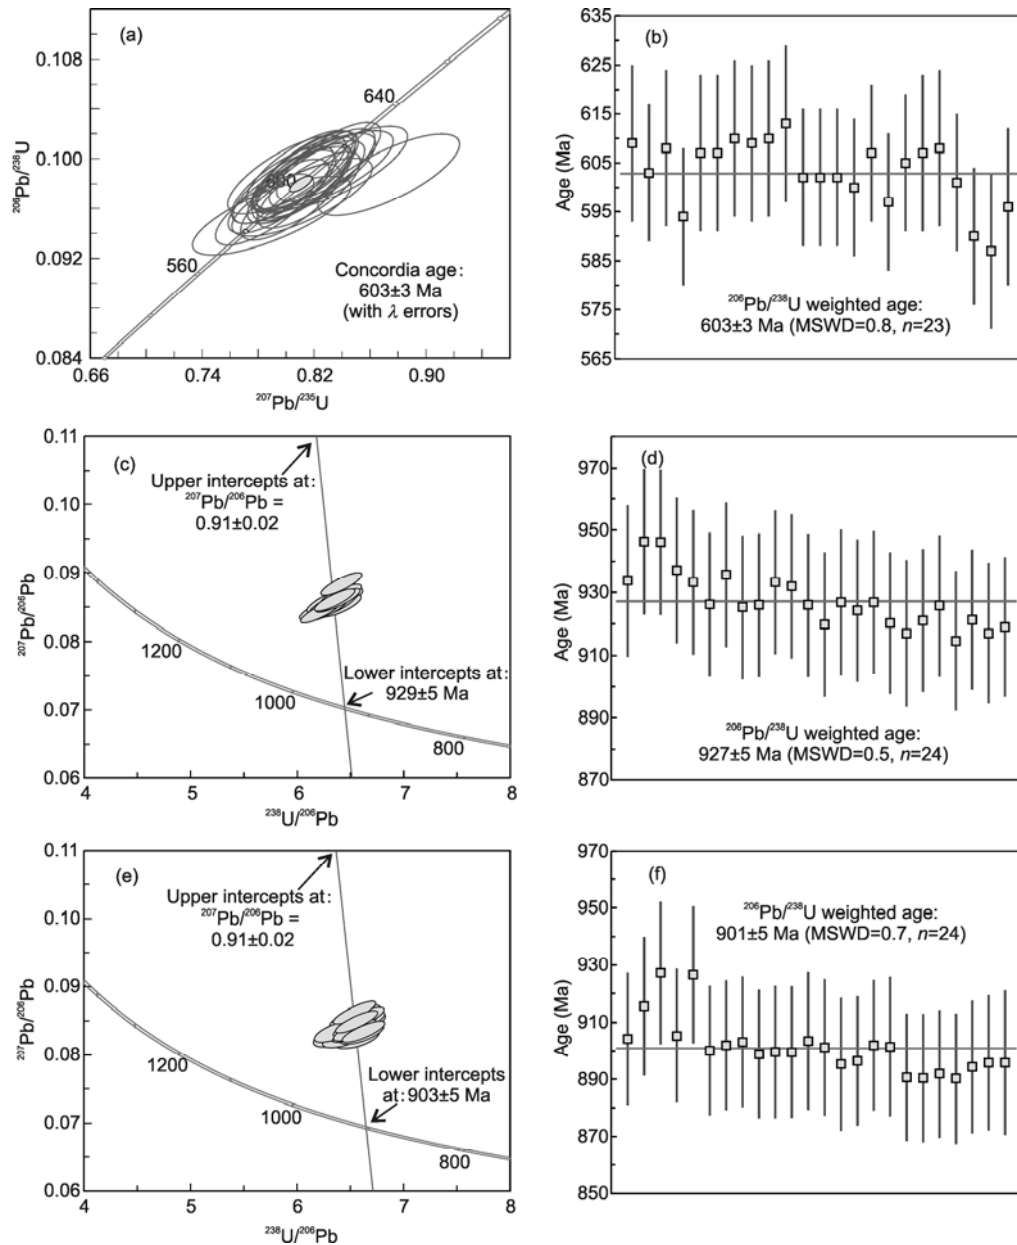 (a)
0.108
0.100
0.092
0.084
²⁰⁶Pb/²³⁸U
640
600
560
Concordia age:
603±3 Ma
(with λ errors)
0.66
0.74
0.82
0.90
²⁰⁷Pb/²³⁵U
(b)
635
625
615
605
595
585
575
565
Age (Ma)
²⁰⁶Pb/²³⁸U weighted age:
603±3 Ma (MSWD=0.8, n=23)
(c)
0.11
0.10
0.09
0.08
0.07
0.06
²⁰⁷Pb/²⁰⁶Pb
Upper intercepts at:
²⁰⁷Pb/²⁰⁶Pb =
0.91±0.02
1200
1000
800
Lower intercepts at:
929±5 Ma
4
5
6
7
8
²³⁸U/²⁰⁶Pb
(d)
970
950
930
910
890
870
Age (Ma)
²⁰⁶Pb/²³⁸U weighted age:
927±5 Ma (MSWD=0.5, n=24)
(e)
0.11
0.10
0.09
0.08
0.07
0.06
²⁰⁷Pb/²⁰⁶Pb
Upper intercepts at:
²⁰⁷Pb/²⁰⁶Pb =
0.91±0.02
1200
1000
800
Lower intercepts
at: 903±5 Ma
4
5
6
7
8
²³⁸U/²⁰⁶Pb
(f)
970
950
930
910
890
870
850
Age (Ma)
²⁰⁶Pb/²³⁸U weighted age:
901±5 Ma (MSWD=0.7, n=24)